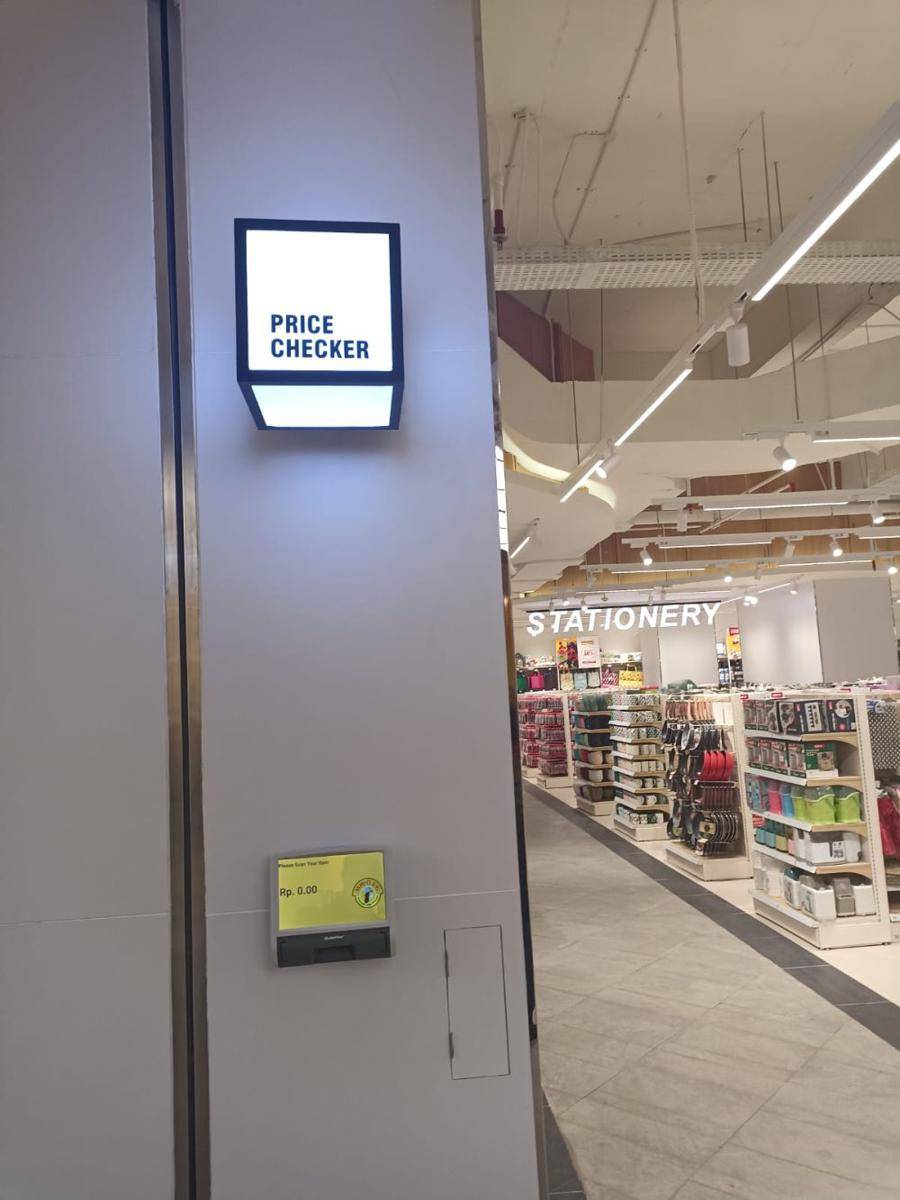 PRICE
CHECKER
STATIONERY
Please Scan Your Item
Rp. 0.00